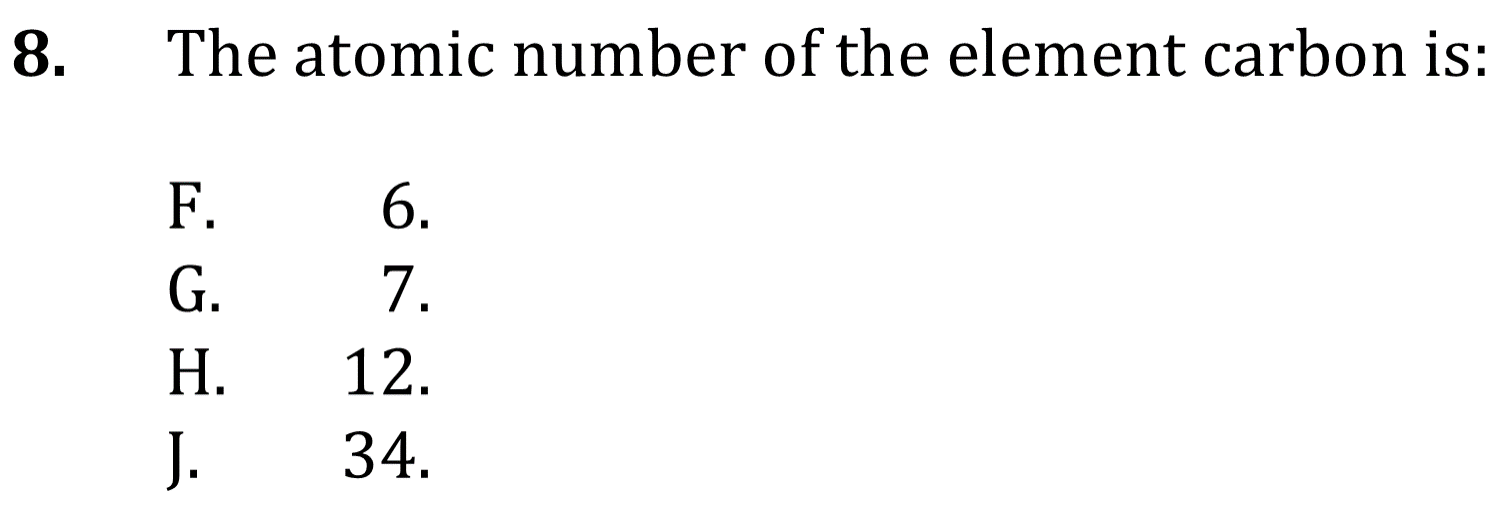 8. The atomic number of the element carbon is:
F. 6.
G. 7.
H. 12.
J. 34.